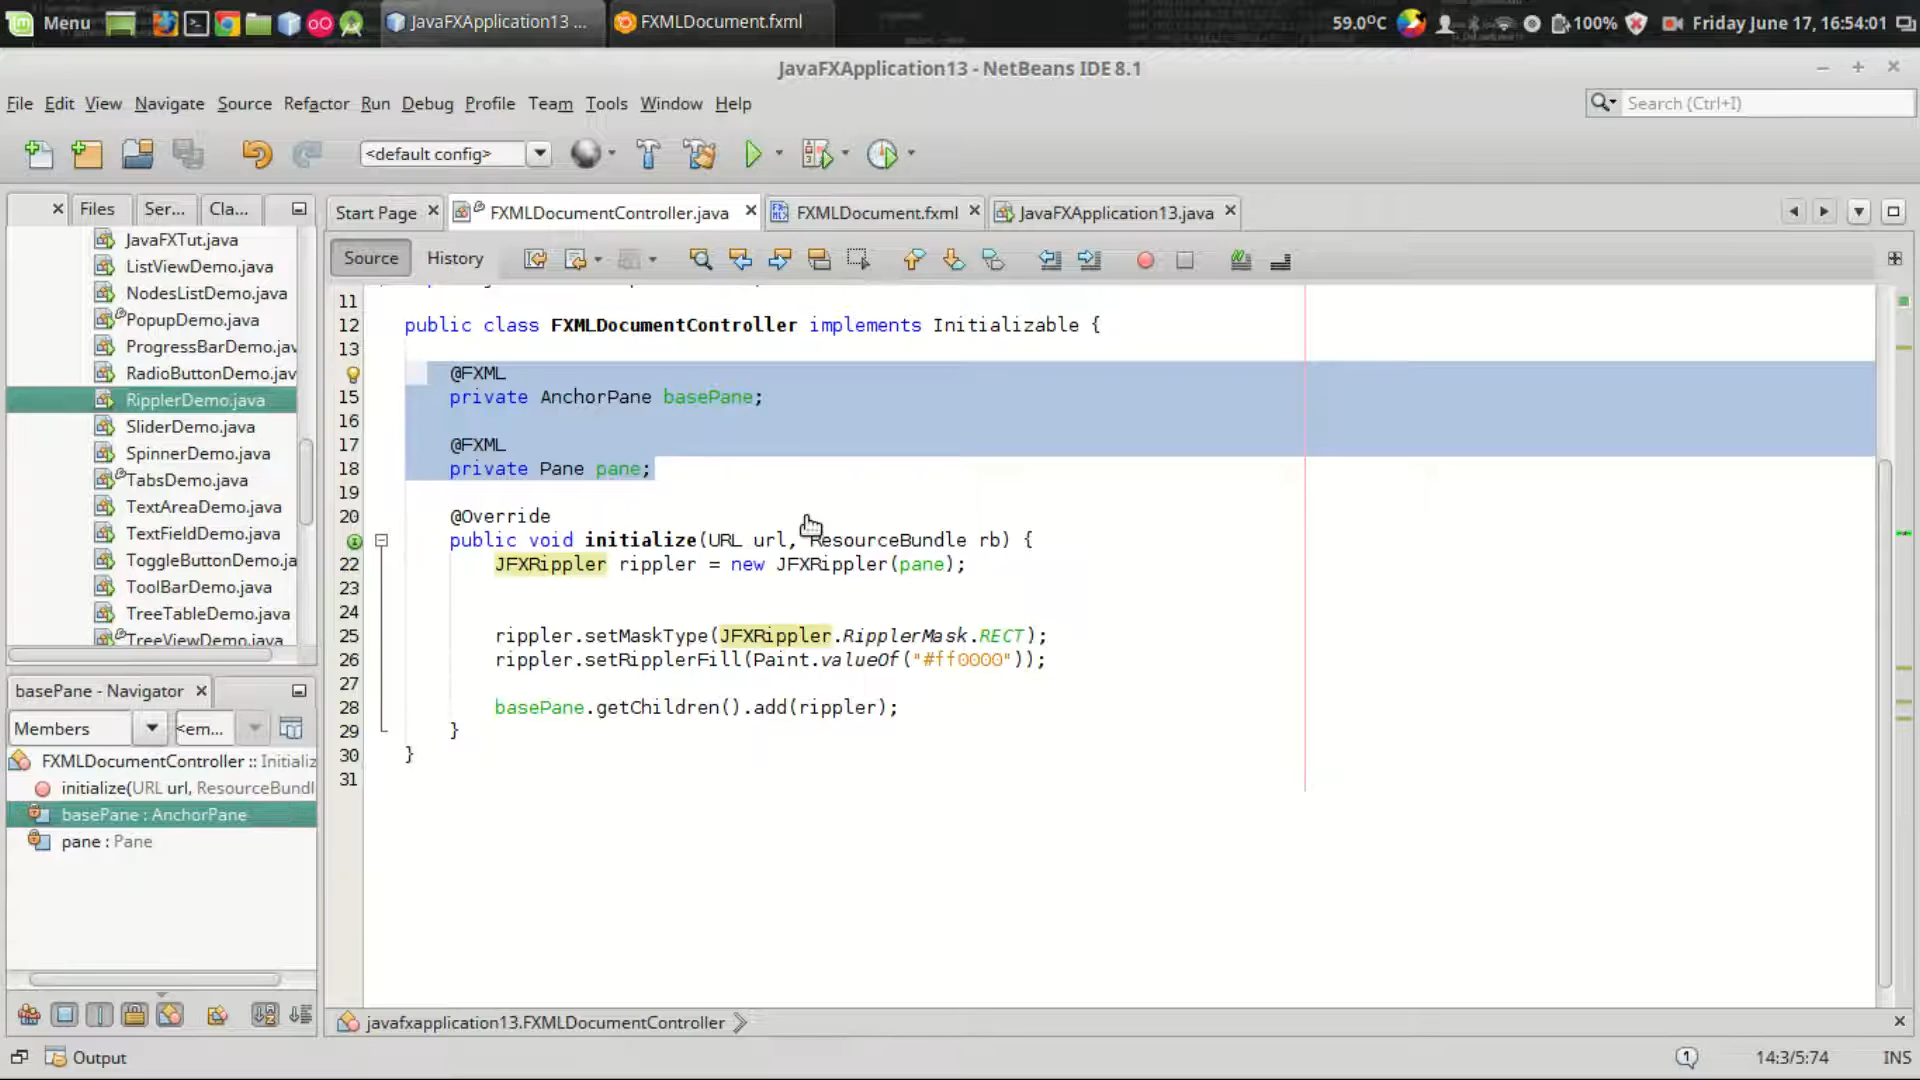 Menu
JavaFXApplication13 ...
FXMLDocument.fxml
59.0°C
100%
Friday June 17, 16:54:01
JavaFXApplication13 - NetBeans IDE 8.1
File Edit View Navigate Source Refactor Run Debug Profile Team Tools Window Help
Search (Ctrl+I)
<default config>
Files
Ser...
Cla...
Start Page
FXMLDocumentController.java
FXMLDocument.fxml
JavaFXApplication13.java
Source
History
JavaFXTut.java
ListViewDemo.java
NodesListDemo.java
PopupDemo.java
ProgressBarDemo.jav
RadioButtonDemo.jav
RipplerDemo.java
SliderDemo.java
SpinnerDemo.java
TabsDemo.java
TextAreaDemo.java
TextFieldDemo.java
ToggleButtonDemo.ja
ToolBarDemo.java
TreeTableDemo.java
TreeViewDemo.java
11
12 public class FXMLDocumentController implements Initializable {
13
@FXML
15 private AnchorPane basePane;
16
17 @FXML
18 private Pane pane;
19
20 @Override
public void initialize(URL url, ResourceBundle rb) {
22 JFXRippler rippler = new JFXRippler(pane);
23
24
25 rippler.setMaskType(JFXRippler.RipplerMask.RECT);
26 rippler.setRipplerFill(Paint.valueOf("#ff0000"));
27
28 basePane.getChildren().add(rippler);
29 }
30 }
31
basePane - Navigator
Members
<em...
FXMLDocumentController :: Initializ
initialize(URL url, ResourceBundl
basePane : AnchorPane
pane : Pane
javafxapplication13.FXMLDocumentController
Output
1
14:3/5:74
INS